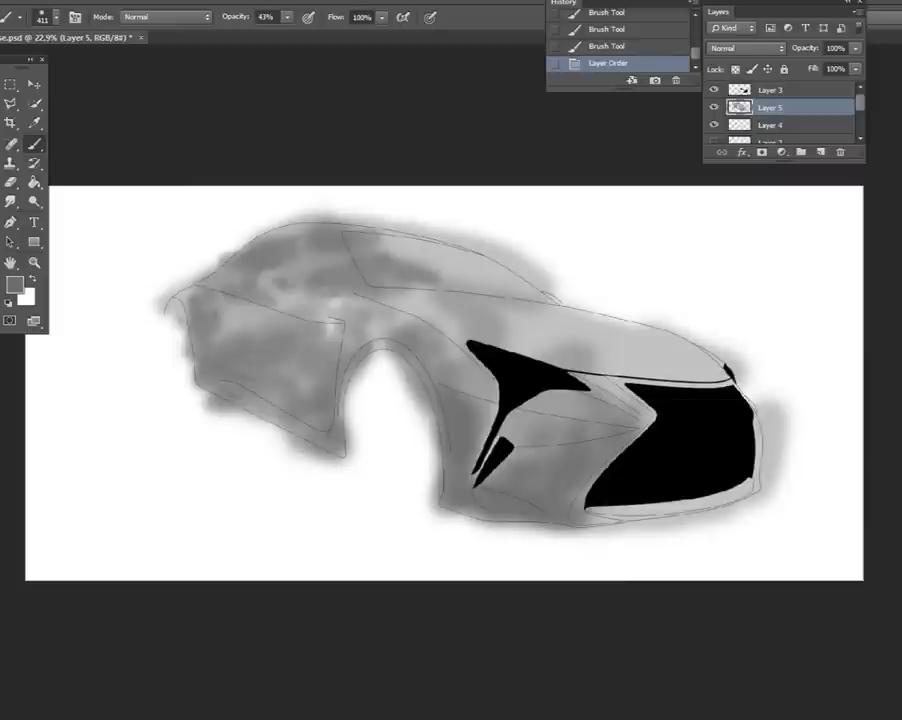 History
Brush Tool
Brush Tool
Brush Tool
Layer Order
Layers
Kind
Normal
Opacity: 100%
Lock:
Fill: 100%
Layer 3
Layer 5
Layer 4
411
Mode: Normal
Opacity: 43%
Flow: 100%
se.psd @ 22.9% (Layer 5, RGB/8#) *
T